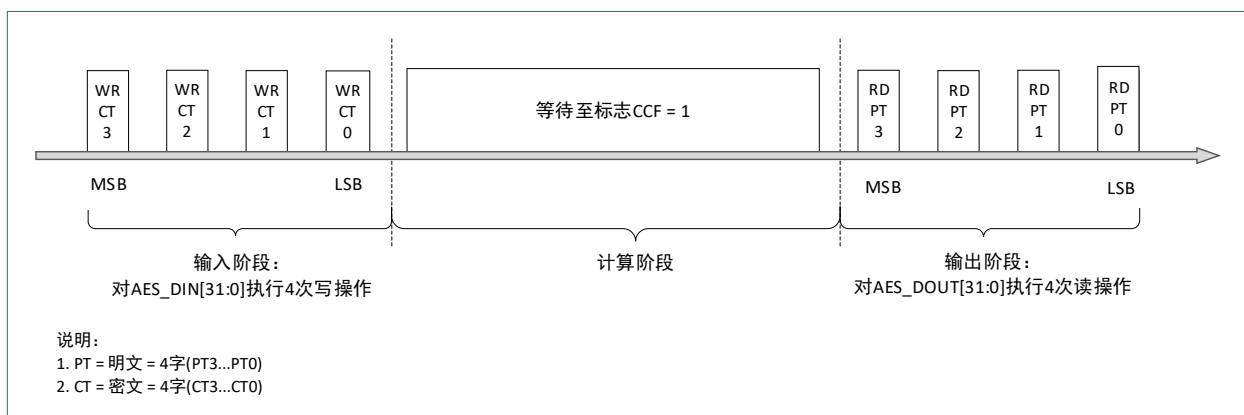 WR
CT
3
WR
CT
2
WR
CT
1
WR
CT
0
等待至标志CCF = 1
RD
PT
3
RD
PT
2
RD
PT
1
RD
PT
0
MSB
LSB
MSB
LSB
输入阶段：
对AES_DIN[31:0]执行4次写操作
计算阶段
输出阶段：
对AES_DOUT[31:0]执行4次读操作
说明：
1. PT = 明文 = 4字(PT3...PT0)
2. CT = 密文 = 4字(CT3...CT0)